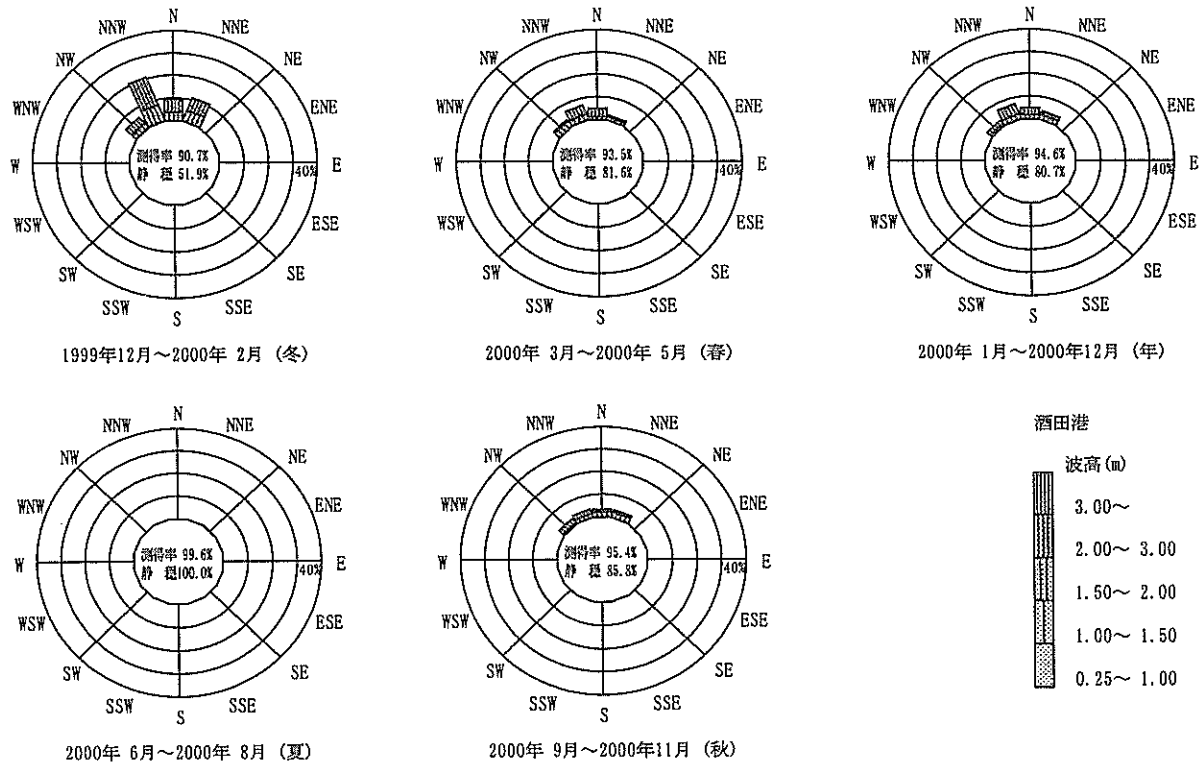 N
NNE
NE
ENE
E
ESE
SE
SSE
S
SSW
SW
WSW
W
WNW
NW
NNW
測得率 90.7%
静 穏 51.9%
40%
1999年12月～2000年 2月 (冬)
N
NNE
NE
ENE
E
ESE
SE
SSE
S
SSW
SW
WSW
W
WNW
NW
NNW
測得率 93.5%
静 穏 81.6%
40%
2000年 3月～2000年 5月 (春)
N
NNE
NE
ENE
E
ESE
SE
SSE
S
SSW
SW
WSW
W
WNW
NW
NNW
測得率 94.6%
静 穏 80.7%
40%
2000年 1月～2000年12月 (年)
N
NNE
NE
ENE
E
ESE
SE
SSE
S
SSW
SW
WSW
W
WNW
NW
NNW
測得率 99.6%
静 穏100.0%
40%
2000年 6月～2000年 8月 (夏)
N
NNE
NE
ENE
E
ESE
SE
SSE
S
SSW
SW
WSW
W
WNW
NW
NNW
測得率 95.4%
静 穏 85.8%
40%
2000年 9月～2000年11月 (秋)
酒田港
波高(m)
3.00～
2.00～ 3.00
1.50～ 2.00
1.00～ 1.50
0.25～ 1.00